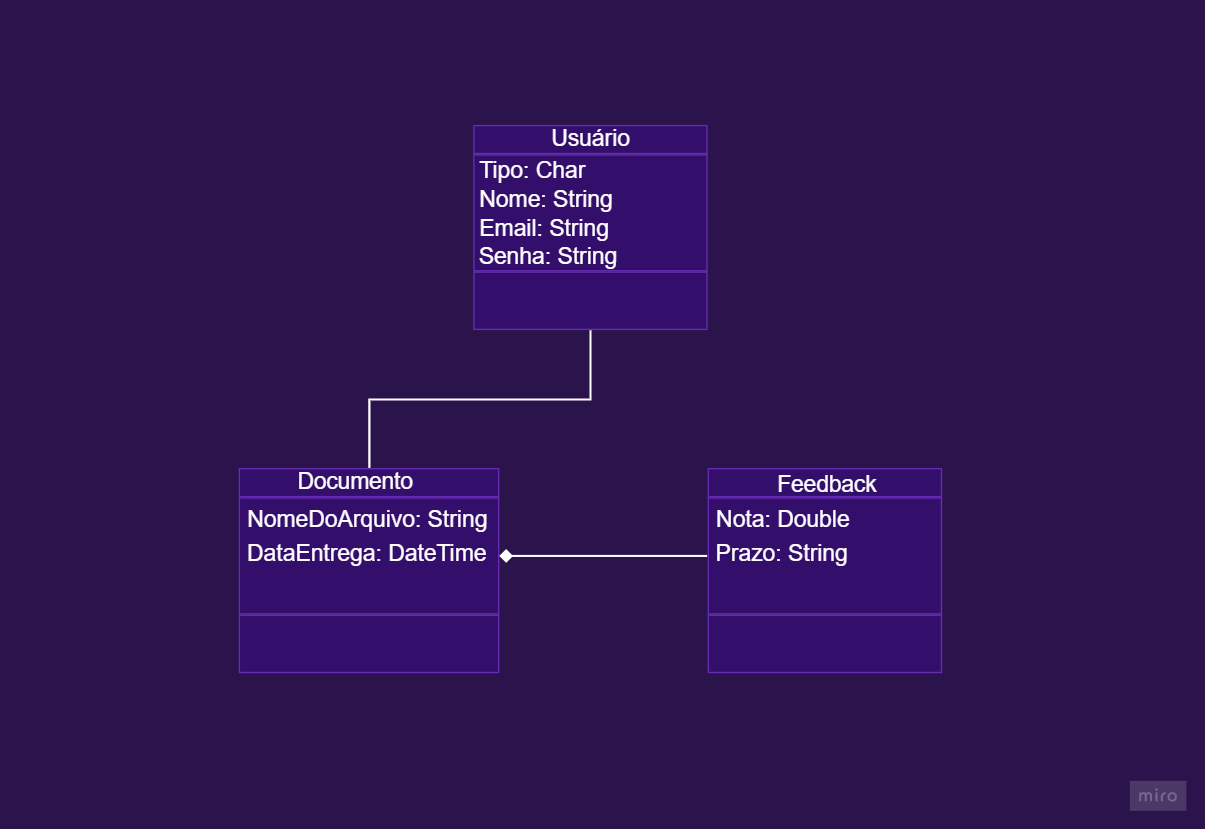 Usuário
Tipo: Char
Nome: String
Email: String
Senha: String
Documento
NomeDoArquivo: String
DataEntrega: DateTime
Feedback
Nota: Double
Prazo: String
miro